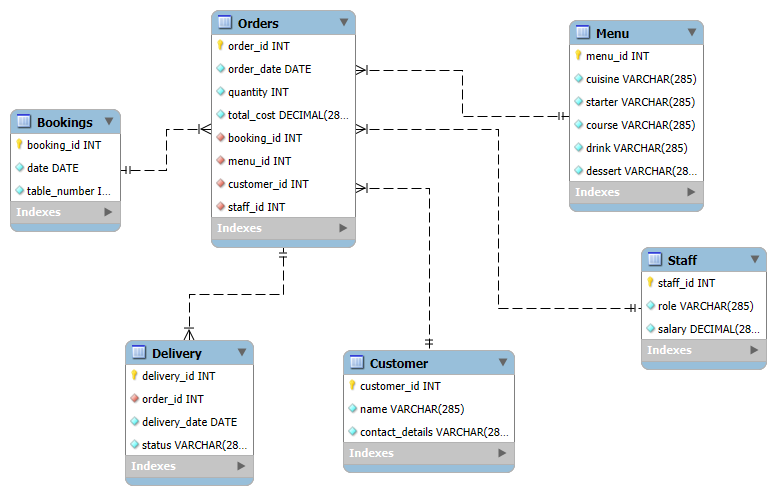 Orders
order_id INT
order_date DATE
quantity INT
total_cost DECIMAL(28...
booking_id INT
menu_id INT
customer_id INT
staff_id INT
Indexes
Menu
menu_id INT
cuisine VARCHAR(285)
starter VARCHAR(285)
course VARCHAR(285)
drink VARCHAR(285)
dessert VARCHAR(28...
Indexes
Bookings
booking_id INT
date DATE
table_number I...
Indexes
Staff
staff_id INT
role VARCHAR(285)
salary DECIMAL(28...
Indexes
Delivery
delivery_id INT
order_id INT
delivery_date DATE
status VARCHAR(28...
Indexes
Customer
customer_id INT
name VARCHAR(285)
contact_details VARCHAR(28...
Indexes